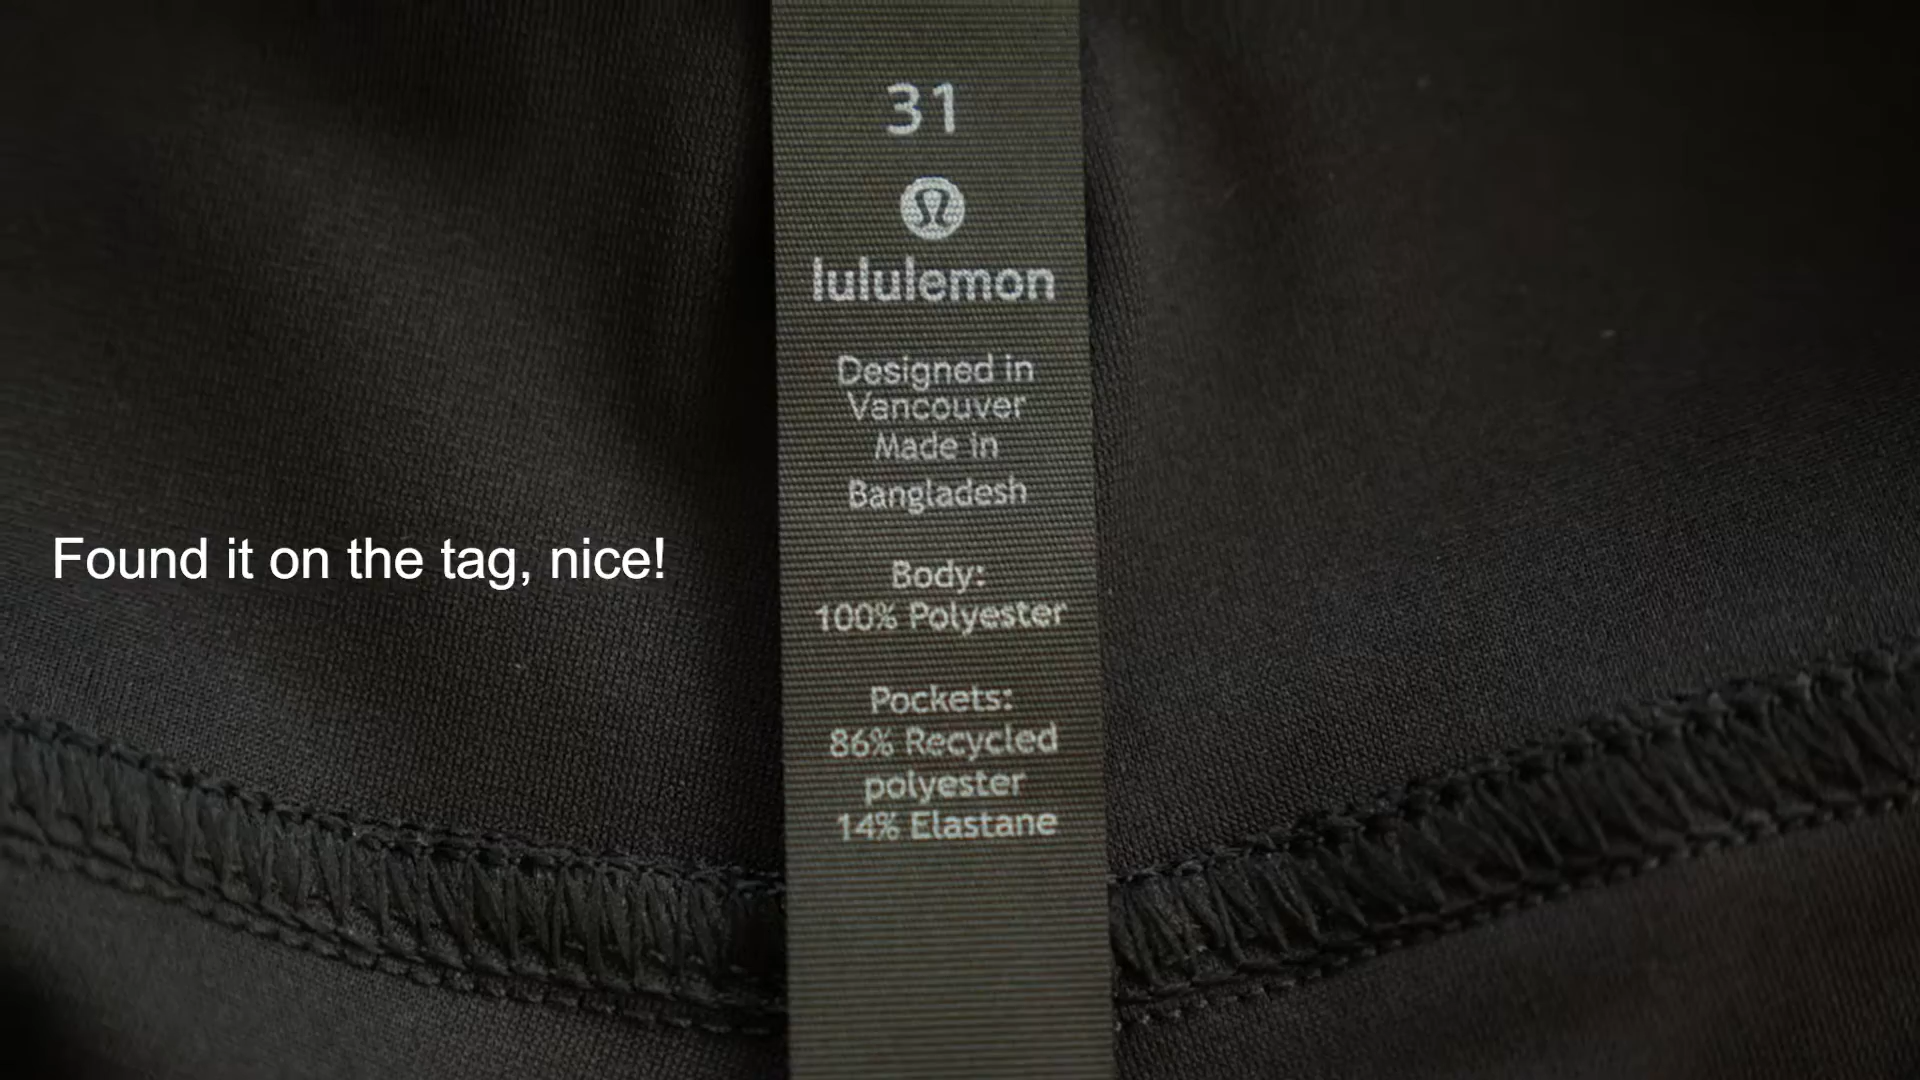 31
lululemon
Designed in
Vancouver
Made in
Bangladesh
Found it on the tag, nice!
Body:
100% Polyester
Pockets:
86% Recycled
polyester
14% Elastane